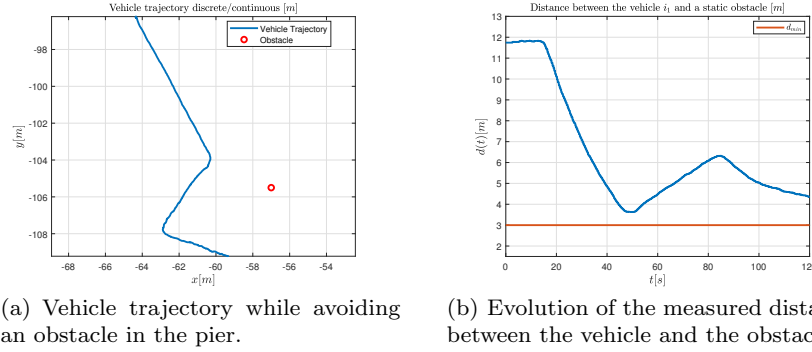 Vehicle trajectory discrete/continuous [m]
Vehicle Trajectory
Obstacle
y[m]
-98
-100
-102
-104
-106
-108
-68 -66 -64 -62 -60 -58 -56 -54
x[m]
(a) Vehicle trajectory while avoiding
an obstacle in the pier.
Distance between the vehicle i₁ and a static obstacle [m]
d_min
d(t)[m]
13
12
11
10
9
8
7
6
5
4
3
2
0 20 40 60 80 100 120
t[s]
(b) Evolution of the measured dista
between the vehicle and the obstac